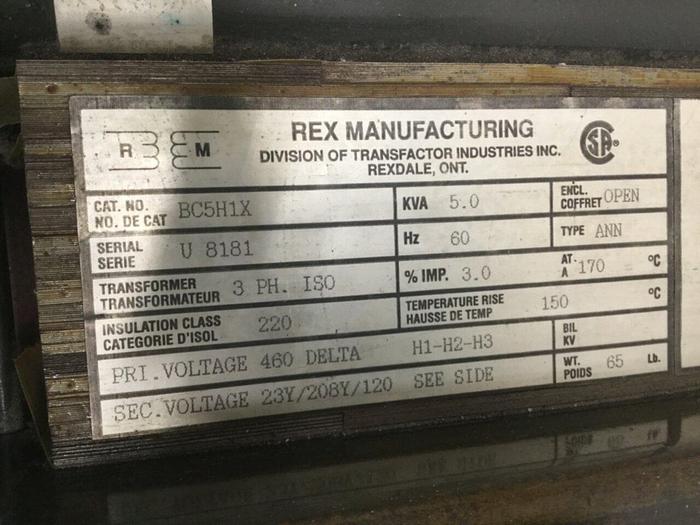 R M
REX MANUFACTURING
DIVISION OF TRANSFACTOR INDUSTRIES INC.
REXDALE, ONT.
CSA®
CAT. NO.
NO. DE CAT BC5H1X
KVA 5.0
ENCL.
COFFRET OPEN
SERIAL
SERIE U 8181
Hz 60
TYPE ANN
TRANSFORMER
TRANSFORMATEUR 3 PH. ISO
% IMP. 3.0
AT.
A 170 °C
INSULATION CLASS
CATEGORIE D'ISOL 220
TEMPERATURE RISE
HAUSSE DE TEMP 150 °C
PRI.VOLTAGE 460 DELTA H1-H2-H3
BIL
KV
SEC.VOLTAGE 23Y/208Y/120 SEE SIDE
WT.
POIDS 65 Lb.